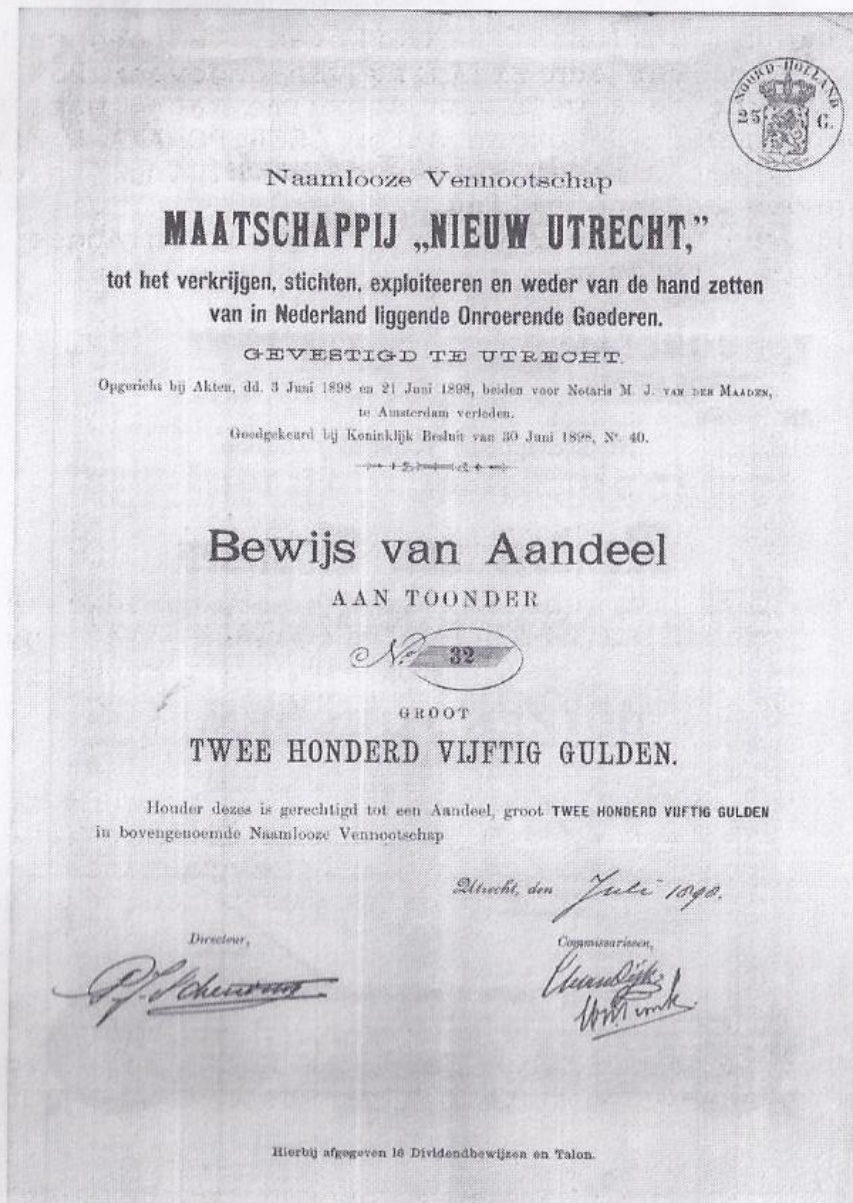 NOORD-HOLLAND
25 C.
Naamlooze Vennootschap
MAATSCHAPPIJ „NIEUW UTRECHT,”
tot het verkrijgen, stichten, exploiteeren en weder van de hand zetten
van in Nederland liggende Onroerende Goederen.
GEVESTIGD TE UTRECHT.
Opgericht bij Akten, dd. 3 Juni 1898 en 21 Juni 1898, beiden voor Notaris M. J. VAN DER MAADEN,
te Amsterdam verleden.
Goedgekeurd bij Koninklijk Besluit van 30 Juni 1898, Nº. 40.
Bewijs van Aandeel
AAN TOONDER
No. 32
GROOT
TWEE HONDERD VIJFTIG GULDEN.
Houder dezes is gerechtigd tot een Aandeel, groot TWEE HONDERD VIJFTIG GULDEN
in bovengenoemde Naamlooze Vennootschap
Utrecht, den Juli 1898.
Directeur,
Commissarissen,
Hierbij afgegeven 16 Dividendbewijzen en Talon.